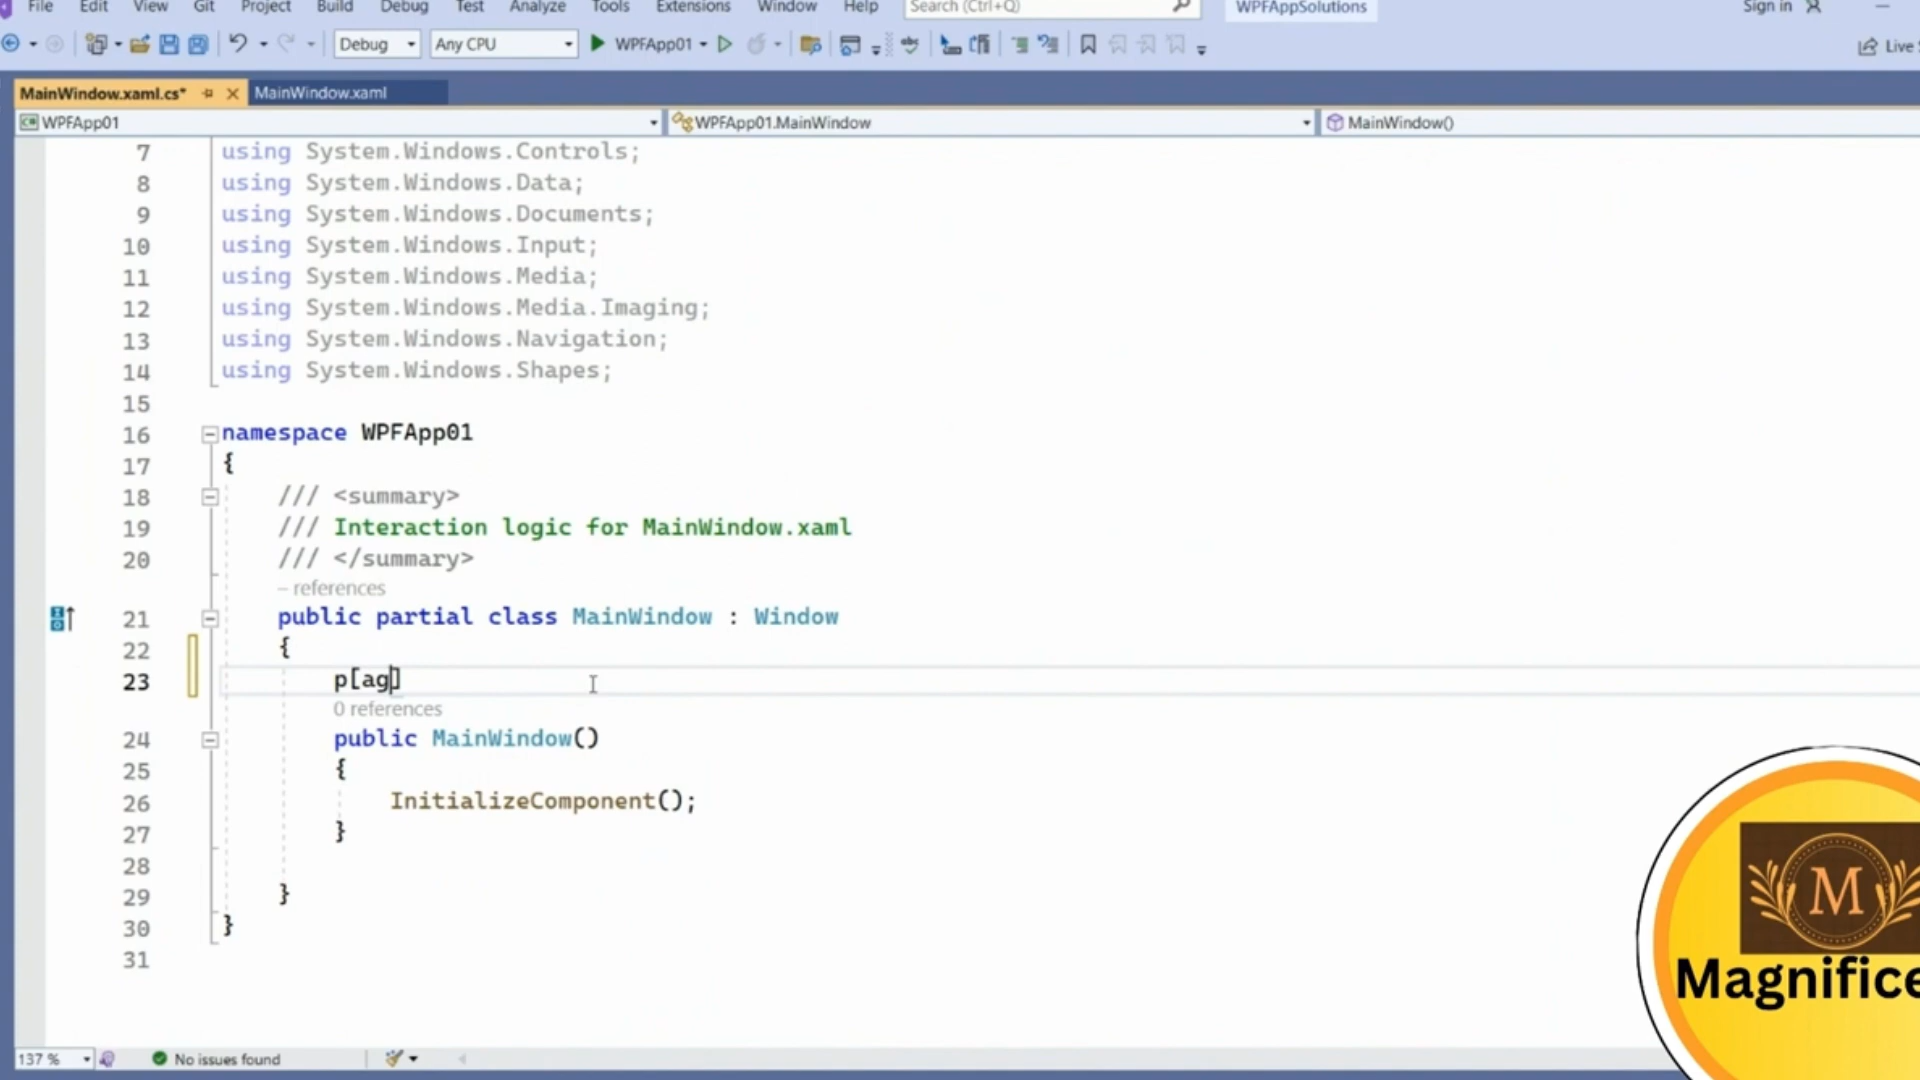 File Edit View Git Project Build Debug Test Analyze Tools Extensions Window Help Search (Ctrl+Q) WPFAppSolutions Sign in
Debug Any CPU WPFApp01 Live
MainWindow.xaml.cs* MainWindow.xaml
WPFApp01 WPFApp01.MainWindow MainWindow()
7 using System.Windows.Controls;
8 using System.Windows.Data;
9 using System.Windows.Documents;
10 using System.Windows.Input;
11 using System.Windows.Media;
12 using System.Windows.Media.Imaging;
13 using System.Windows.Navigation;
14 using System.Windows.Shapes;
15
16 namespace WPFApp01
17 {
18 /// <summary>
19 /// Interaction logic for MainWindow.xaml
20 /// </summary>
– references
21 public partial class MainWindow : Window
22 {
23 p[ag]
0 references
24 public MainWindow()
25 {
26 InitializeComponent();
27 }
28
29 }
30 }
31
M
Magnifice
137 % No issues found